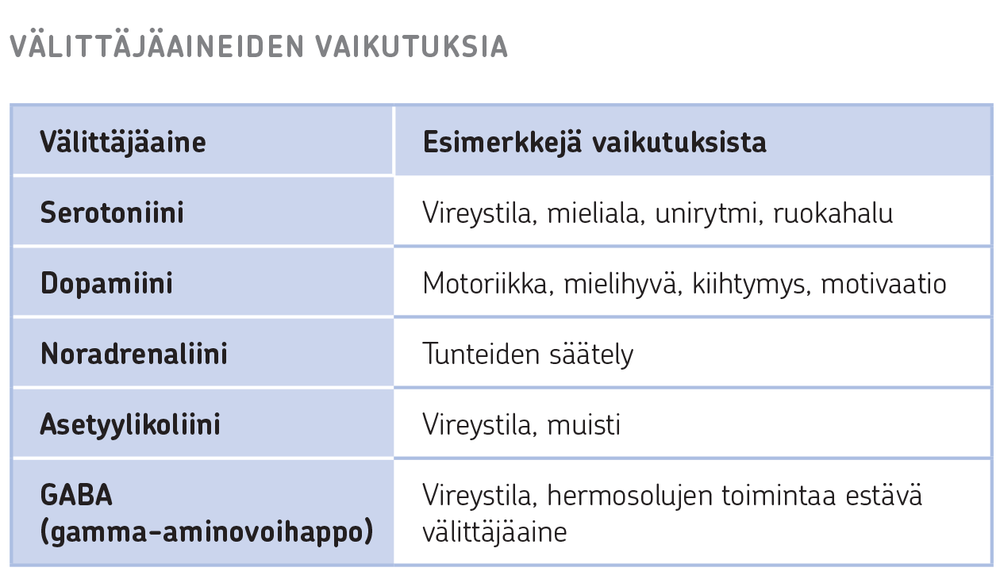 VÄLITTÄJÄAINEIDEN VAIKUTUKSIA
Välittäjäaine
Esimerkkejä vaikutuksista
Serotoniini
Vireystila, mieliala, unirytmi, ruokahalu
Dopamiini
Motoriikka, mielihyvä, kiihtymys, motivaatio
Noradrenaliini
Tunteiden säätely
Asetyylikoliini
Vireystila, muisti
GABA
(gamma-aminovoihappo)
Vireystila, hermosolujen toimintaa estävä
välittäjäaine